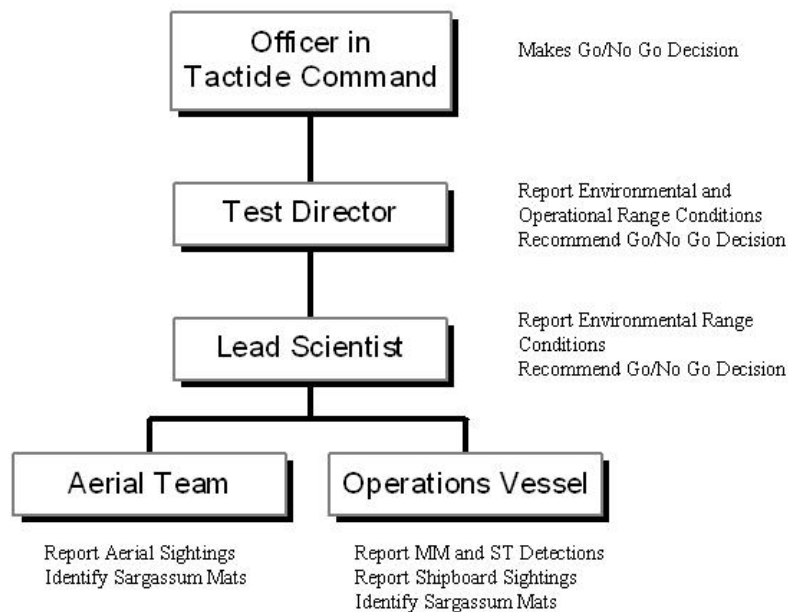 Officer in
Tacticle Command
Makes Go/No Go Decision
Test Director
Report Environmental and
Operational Range Conditions
Recommend Go/No Go Decision
Lead Scientist
Report Environmental Range
Conditions
Recommend Go/No Go Decision
Aerial Team
Report Aerial Sightings
Identify Sargassum Mats
Operations Vessel
Report MM and ST Detections
Report Shipboard Sightings
Identify Sargassum Mats